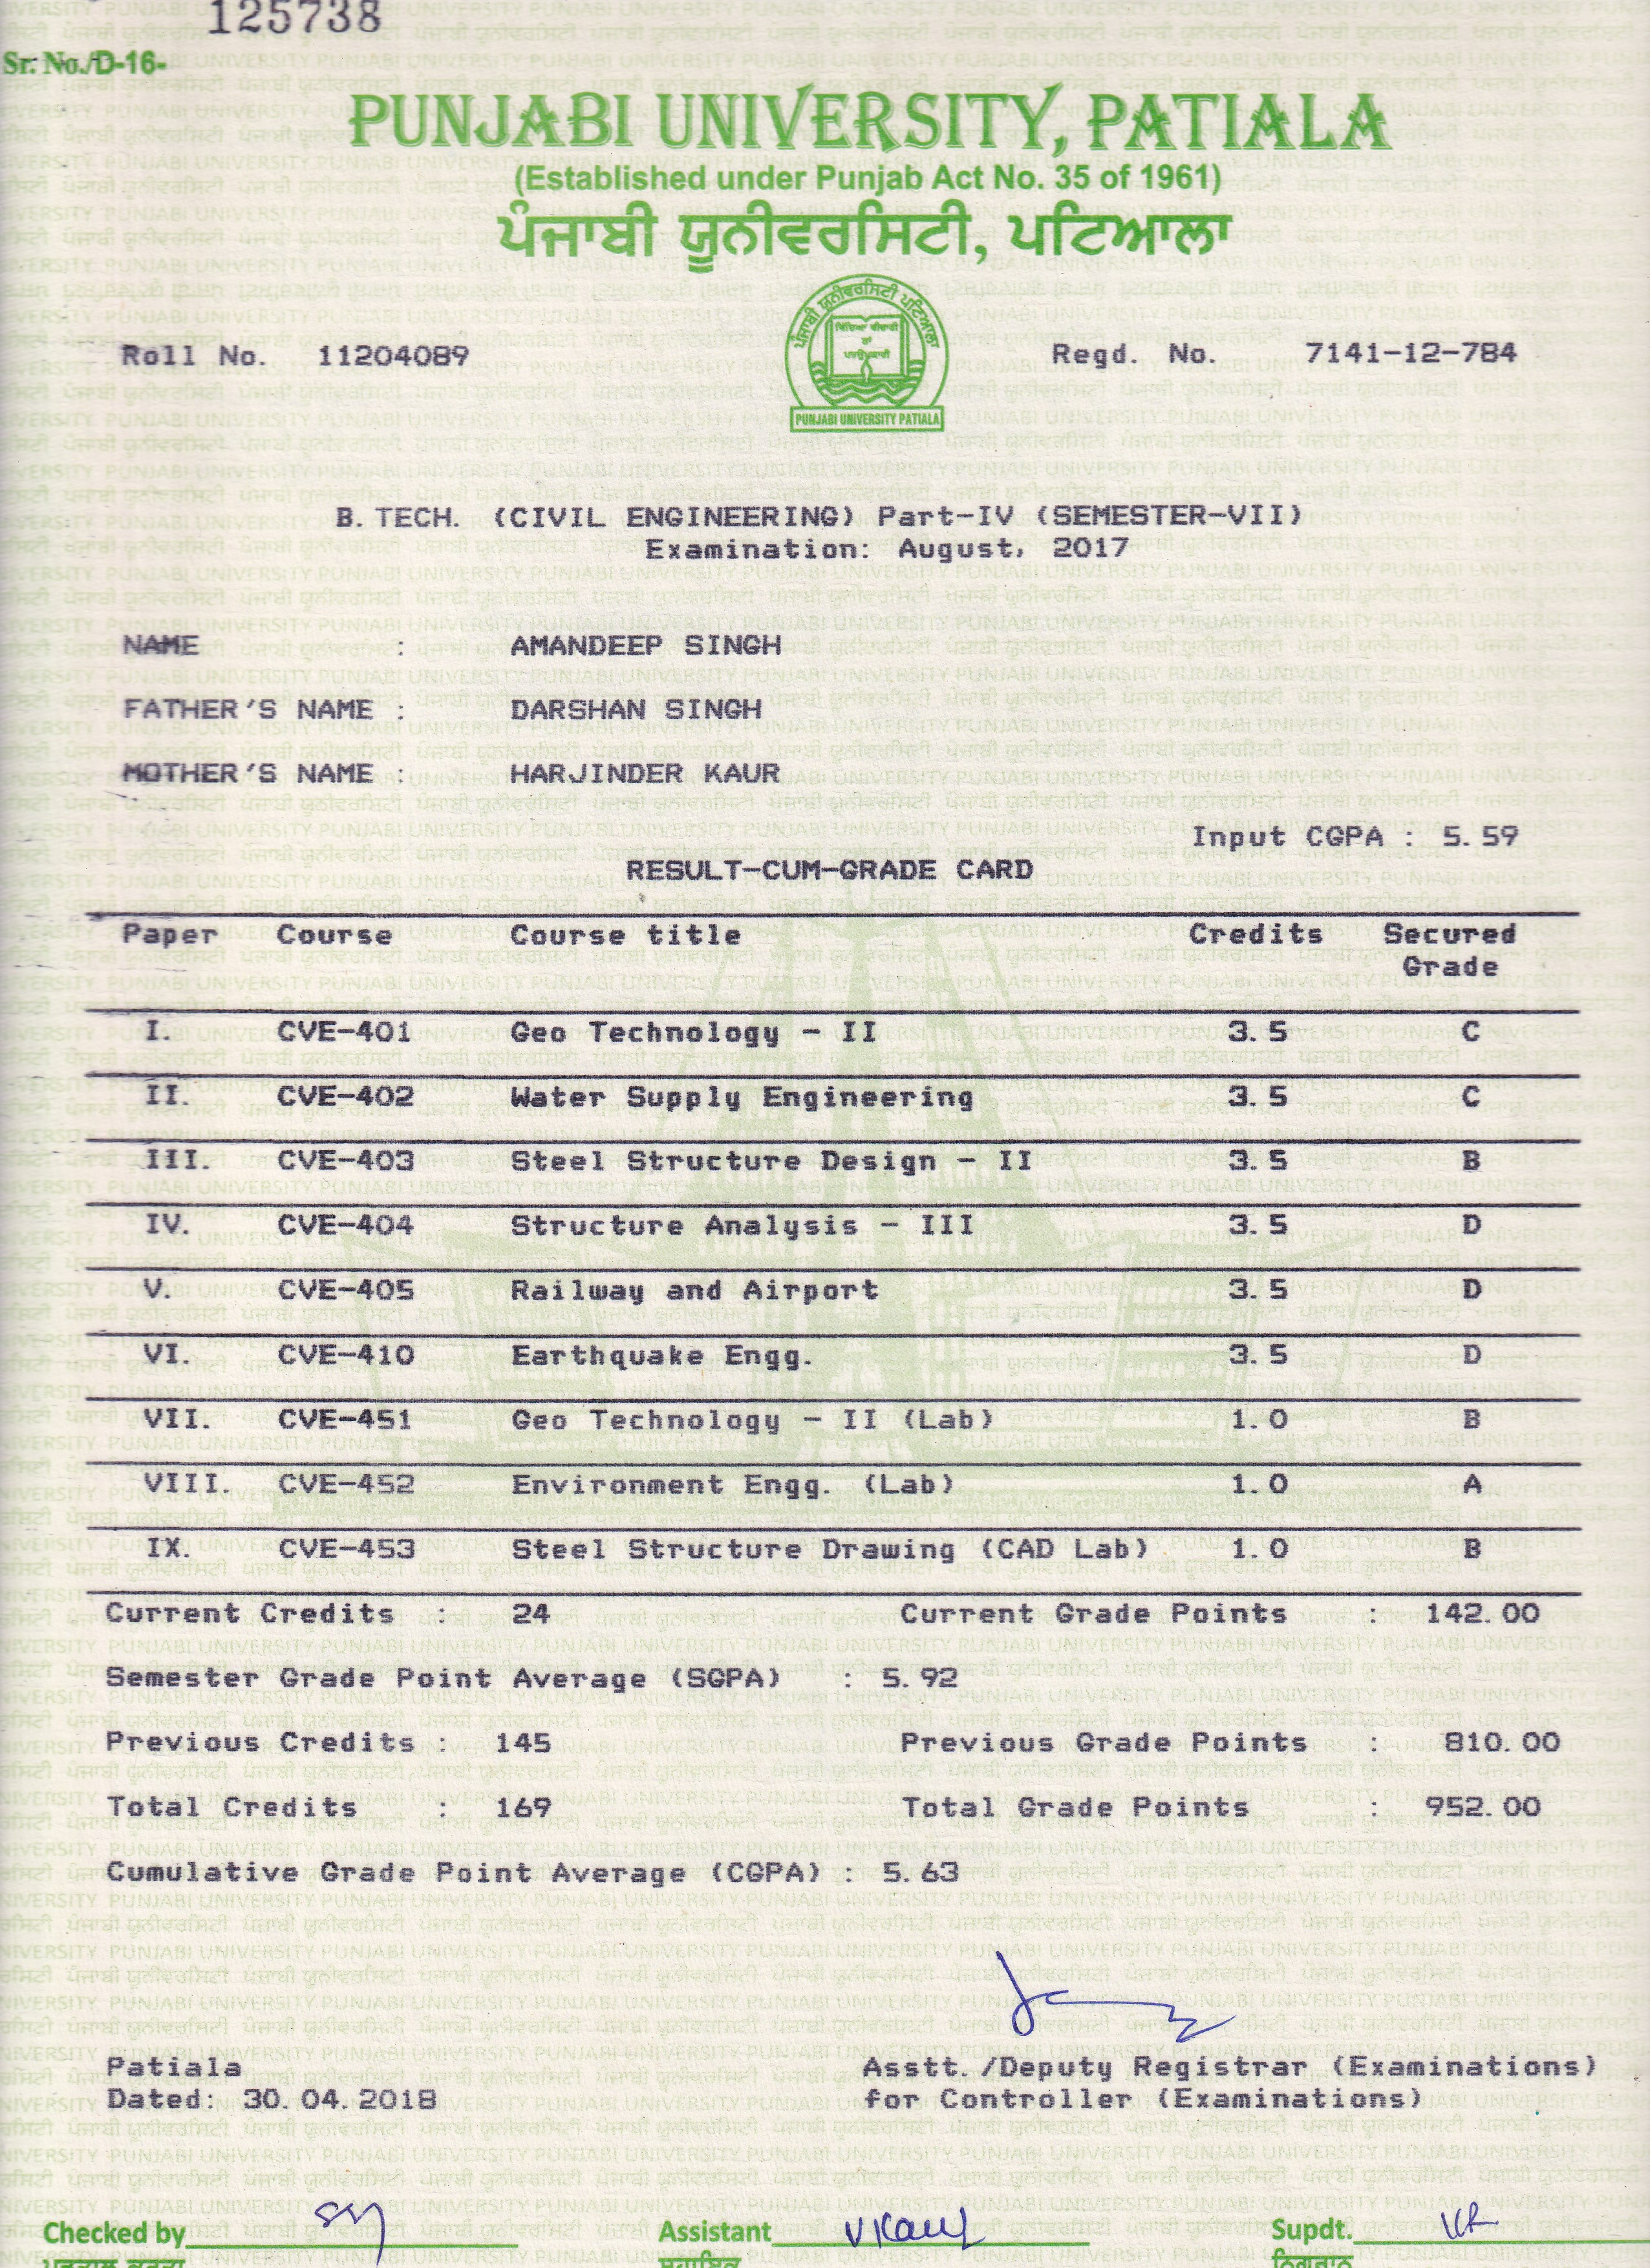 125738
Sr. No./D-16-
PUNJABI UNIVERSITY, PATIALA
(Established under Punjab Act No. 35 of 1961)
ਪੰਜਾਬੀ ਯੂਨੀਵਰਸਿਟੀ, ਪਟਿਆਲਾ
ਪੰਜਾਬੀ ਯੂਨੀਵਰਸਿਟੀ ਪਟਿਆਲਾ
PUNJABI UNIVERSITY PATIALA
Roll No. 11204089 Regd. No. 7141-12-784
B. TECH. (CIVIL ENGINEERING) Part-IV (SEMESTER-VII)
Examination: August, 2017
NAME : AMANDEEP SINGH
FATHER'S NAME : DARSHAN SINGH
MOTHER'S NAME : HARJINDER KAUR
Input CGPA : 5.59
RESULT-CUM-GRADE CARD
Paper Course Course title Credits Secured
Grade
I. CVE-401 Geo Technology - II 3.5 C
II. CVE-402 Water Supply Engineering 3.5 C
III. CVE-403 Steel Structure Design - II 3.5 B
IV. CVE-404 Structure Analysis - III 3.5 D
V. CVE-405 Railway and Airport 3.5 D
VI. CVE-410 Earthquake Engg. 3.5 D
VII. CVE-451 Geo Technology - II (Lab) 1.0 B
VIII. CVE-452 Environment Engg. (Lab) 1.0 A
IX. CVE-453 Steel Structure Drawing (CAD Lab) 1.0 B
Current Credits : 24 Current Grade Points : 142.00
Semester Grade Point Average (SGPA) : 5.92
Previous Credits : 145 Previous Grade Points : 810.00
Total Credits : 169 Total Grade Points : 952.00
Cumulative Grade Point Average (CGPA) : 5.63
Patiala Asstt./Deputy Registrar (Examinations)
Dated: 30.04.2018 for Controller (Examinations)
Checked by Assistant Supdt.